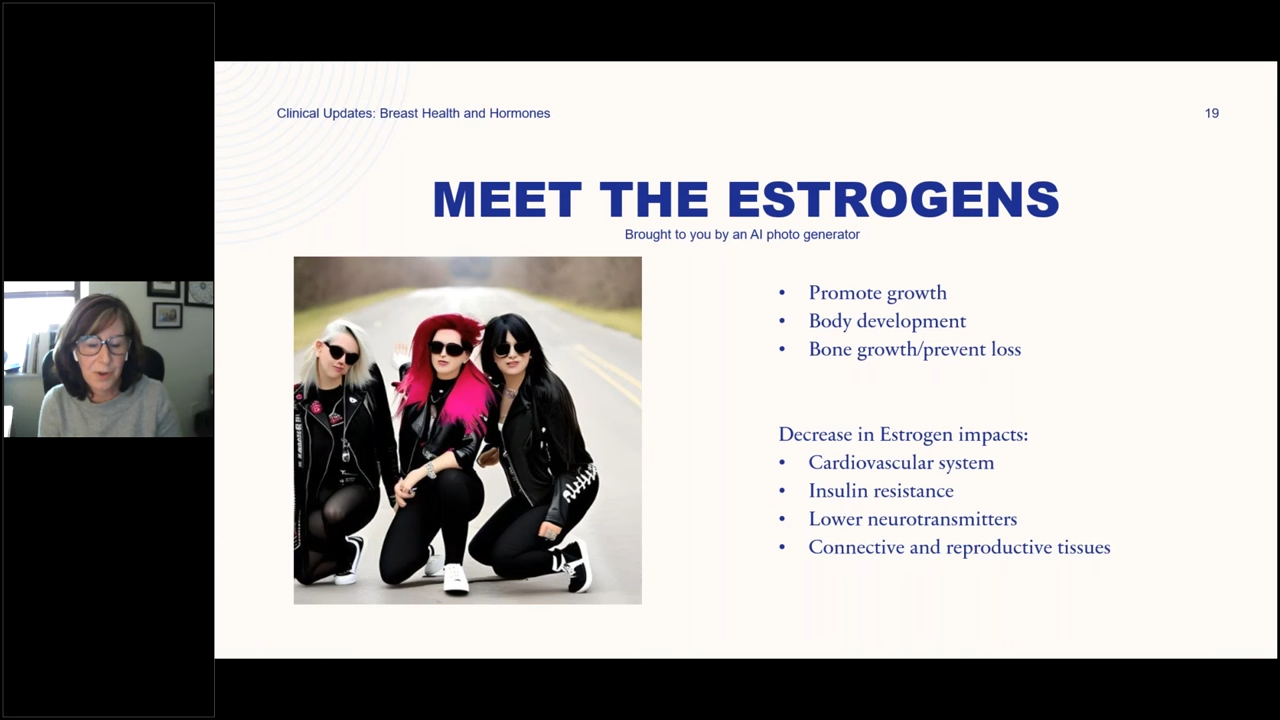 Clinical Updates: Breast Health and Hormones
19
MEET THE ESTROGENS
Brought to you by an AI photo generator
• Promote growth
• Body development
• Bone growth/prevent loss
Decrease in Estrogen impacts:
• Cardiovascular system
• Insulin resistance
• Lower neurotransmitters
• Connective and reproductive tissues